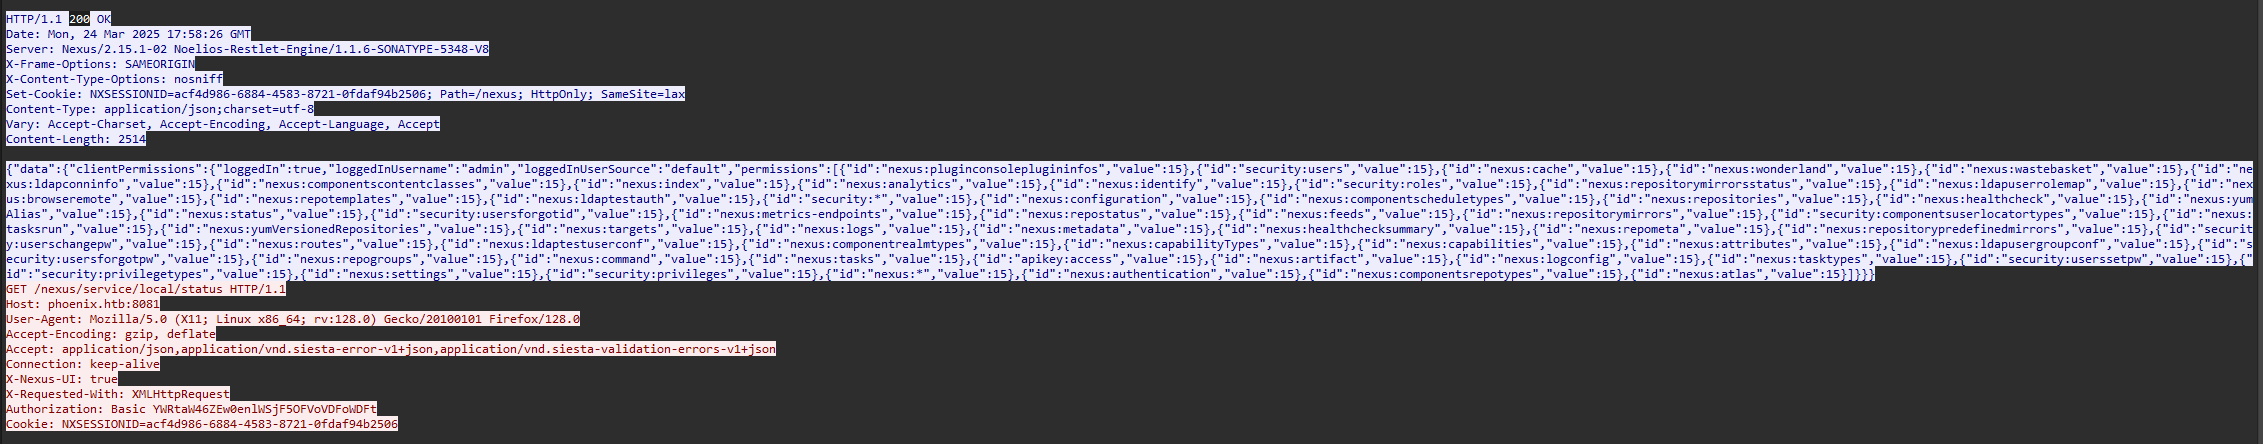 HTTP/1.1 200 OK
Date: Mon, 24 Mar 2025 17:58:26 GMT
Server: Nexus/2.15.1-02 Noelios-Restlet-Engine/1.1.6-SONATYPE-5348-V8
X-Frame-Options: SAMEORIGIN
X-Content-Type-Options: nosniff
Set-Cookie: NXSESSIONID=acf4d986-6884-4583-8721-0fdaf94b2506; Path=/nexus; HttpOnly; SameSite=lax
Content-Type: application/json;charset=utf-8
Vary: Accept-Charset, Accept-Encoding, Accept-Language, Accept
Content-Length: 2514

{"data":{"clientPermissions":{"loggedIn":true,"loggedInUsername":"admin","loggedInUserSource":"default","permissions":[{"id":"nexus:pluginconsoleplugininfos","value":15},{"id":"security:users","value":15},{"id":"nexus:cache","value":15},{"id":"nexus:wonderland","value":15},{"id":"nexus:wastebasket","value":15},{"id":"ne
xus:ldapconninfo","value":15},{"id":"nexus:componentscontentclasses","value":15},{"id":"nexus:index","value":15},{"id":"nexus:analytics","value":15},{"id":"nexus:identify","value":15},{"id":"security:roles","value":15},{"id":"nexus:repositorymirrorsstatus","value":15},{"id":"nexus:ldapuserrolemap","value":15},{"id":"nex
us:browseremote","value":15},{"id":"nexus:repotemplates","value":15},{"id":"nexus:ldaptestauth","value":15},{"id":"security:*","value":15},{"id":"nexus:configuration","value":15},{"id":"nexus:componentscheduletypes","value":15},{"id":"nexus:repositories","value":15},{"id":"nexus:healthcheck","value":15},{"id":"nexus:yum
Alias","value":15},{"id":"nexus:status","value":15},{"id":"security:usersforgotid","value":15},{"id":"nexus:metrics-endpoints","value":15},{"id":"nexus:repostatus","value":15},{"id":"nexus:feeds","value":15},{"id":"nexus:repositorymirrors","value":15},{"id":"security:componentsuserlocatortypes","value":15},{"id":"nexus:
tasksrun","value":15},{"id":"nexus:yumVersionedRepositories","value":15},{"id":"nexus:targets","value":15},{"id":"nexus:logs","value":15},{"id":"nexus:metadata","value":15},{"id":"nexus:healthchecksummary","value":15},{"id":"nexus:repometa","value":15},{"id":"nexus:repositorypredefinedmirrors","value":15},{"id":"securit
y:userschangepw","value":15},{"id":"nexus:routes","value":15},{"id":"nexus:ldaptestuserconf","value":15},{"id":"nexus:componentrealmtypes","value":15},{"id":"nexus:capabilityTypes","value":15},{"id":"nexus:capabilities","value":15},{"id":"nexus:attributes","value":15},{"id":"nexus:ldapusergroupconf","value":15},{"id":"s
ecurity:usersforgotpw","value":15},{"id":"nexus:repogroups","value":15},{"id":"nexus:command","value":15},{"id":"nexus:tasks","value":15},{"id":"apikey:access","value":15},{"id":"nexus:artifact","value":15},{"id":"nexus:logconfig","value":15},{"id":"nexus:tasktypes","value":15},{"id":"security:userssetpw","value":15},{"
id":"security:privilegetypes","value":15},{"id":"nexus:settings","value":15},{"id":"security:privileges","value":15},{"id":"nexus:*","value":15},{"id":"nexus:authentication","value":15},{"id":"nexus:componentsrepotypes","value":15},{"id":"nexus:atlas","value":15}]}}}
GET /nexus/service/local/status HTTP/1.1
Host: phoenix.htb:8081
User-Agent: Mozilla/5.0 (X11; Linux x86_64; rv:128.0) Gecko/20100101 Firefox/128.0
Accept-Encoding: gzip, deflate
Accept: application/json,application/vnd.siesta-error-v1+json,application/vnd.siesta-validation-errors-v1+json
Connection: keep-alive
X-Nexus-UI: true
X-Requested-With: XMLHttpRequest
Authorization: Basic YWRtaW46ZEw0enlWSjF5OFVoVDFoWDFt
Cookie: NXSESSIONID=acf4d986-6884-4583-8721-0fdaf94b2506